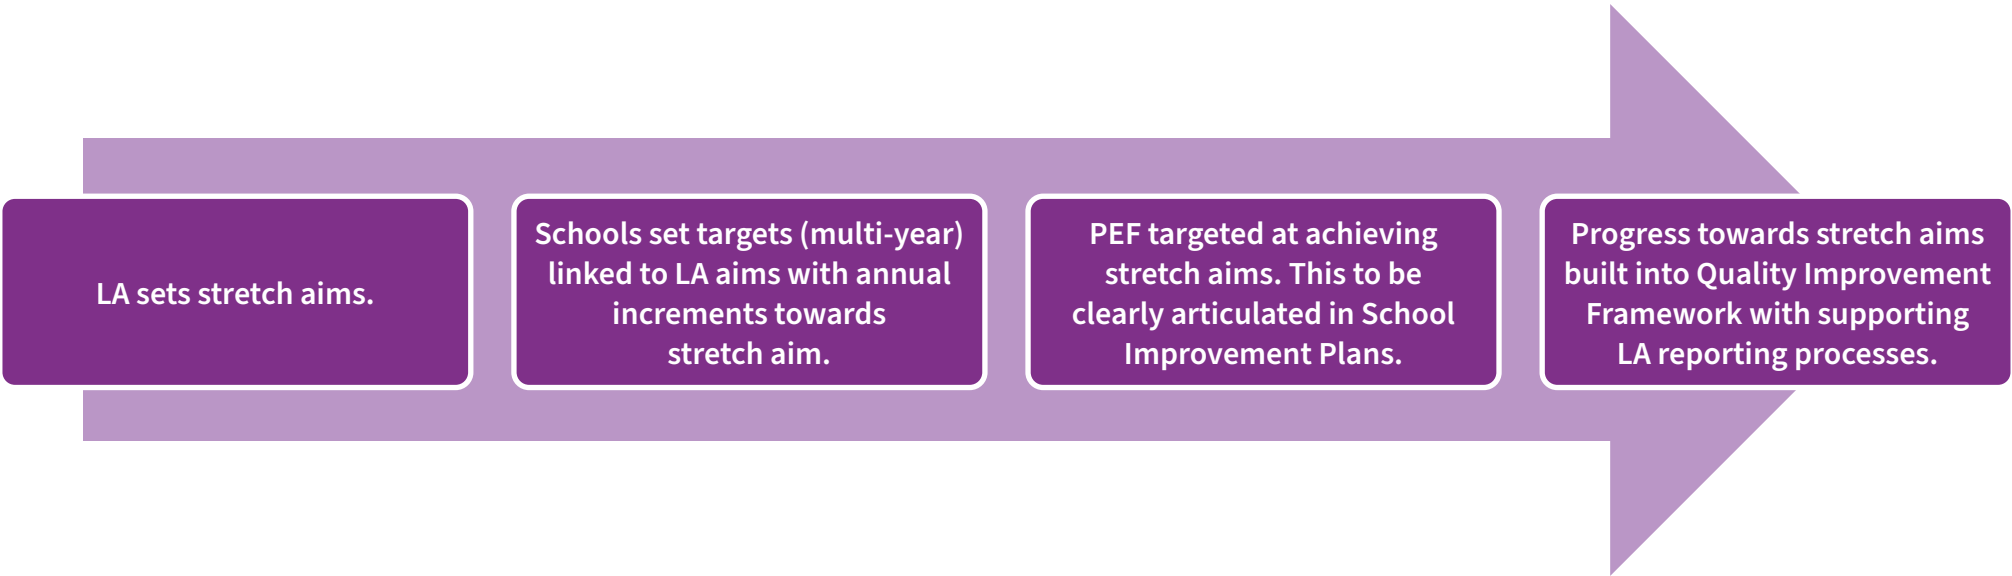 LA sets stretch aims.
Schools set targets (multi-year)
linked to LA aims with annual
increments towards
stretch aim.
PEF targeted at achieving
stretch aims. This to be
clearly articulated in School
Improvement Plans.
Progress towards stretch aims
built into Quality Improvement
Framework with supporting
LA reporting processes.